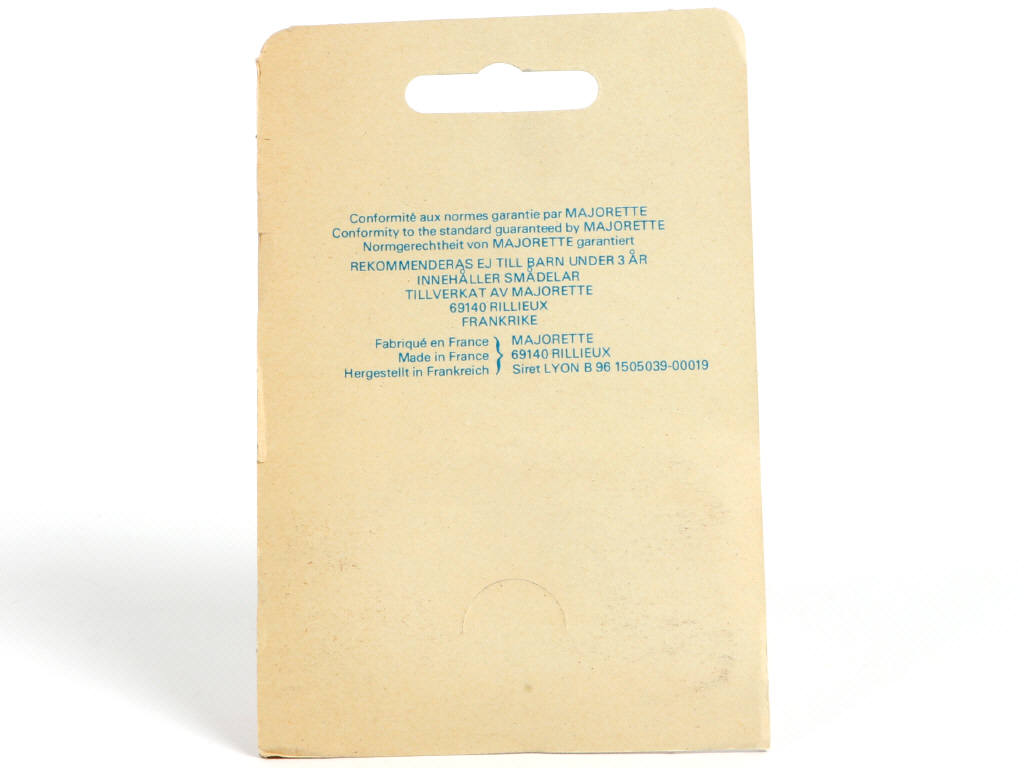 Conformité aux normes garantie par MAJORETTE
Conformity to the standard guaranteed by MAJORETTE
Normgerechtheit von MAJORETTE garantiert
REKOMMENDERAS EJ TILL BARN UNDER 3 ÅR
INNEHÅLLER SMÅDELAR
TILLVERKAT AV MAJORETTE
69140 RILLIEUX
FRANKRIKE
Fabriqué en France } MAJORETTE
Made in France } 69140 RILLIEUX
Hergestellt in Frankreich } Siret LYON B 96 1505039-00019